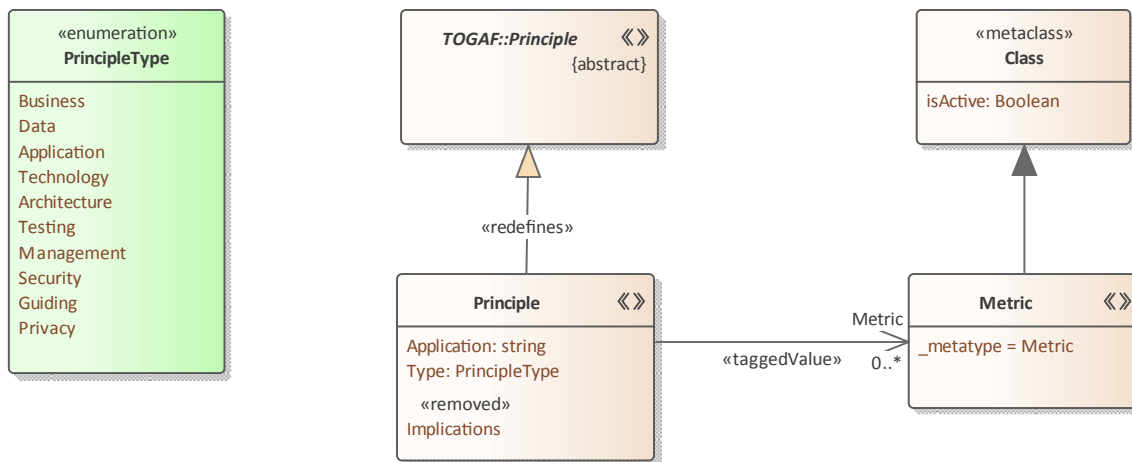 «enumeration»
PrincipleType
Business
Data
Application
Technology
Architecture
Testing
Management
Security
Guiding
Privacy
TOGAF::Principle
«»
{abstract}
«metaclass»
Class
isActive: Boolean
«redefines»
Principle
«»
Application: string
Type: PrincipleType
«removed»
Implications
Metric
«taggedValue»
0..*
Metric
«»
_metatype = Metric